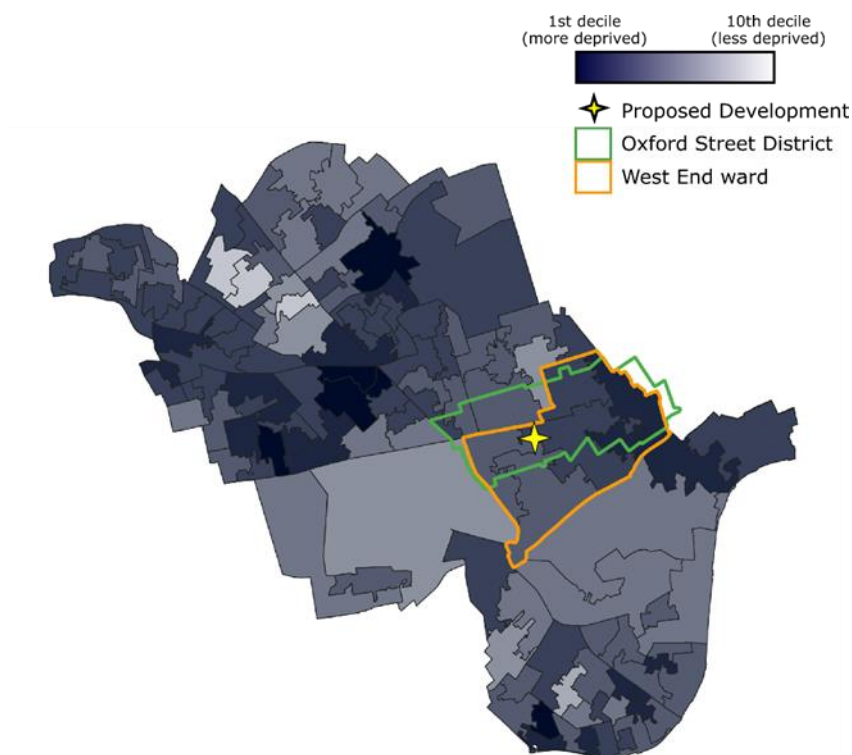 1st decile 10th decile
(more deprived) (less deprived)
Proposed Development
Oxford Street District
West End ward